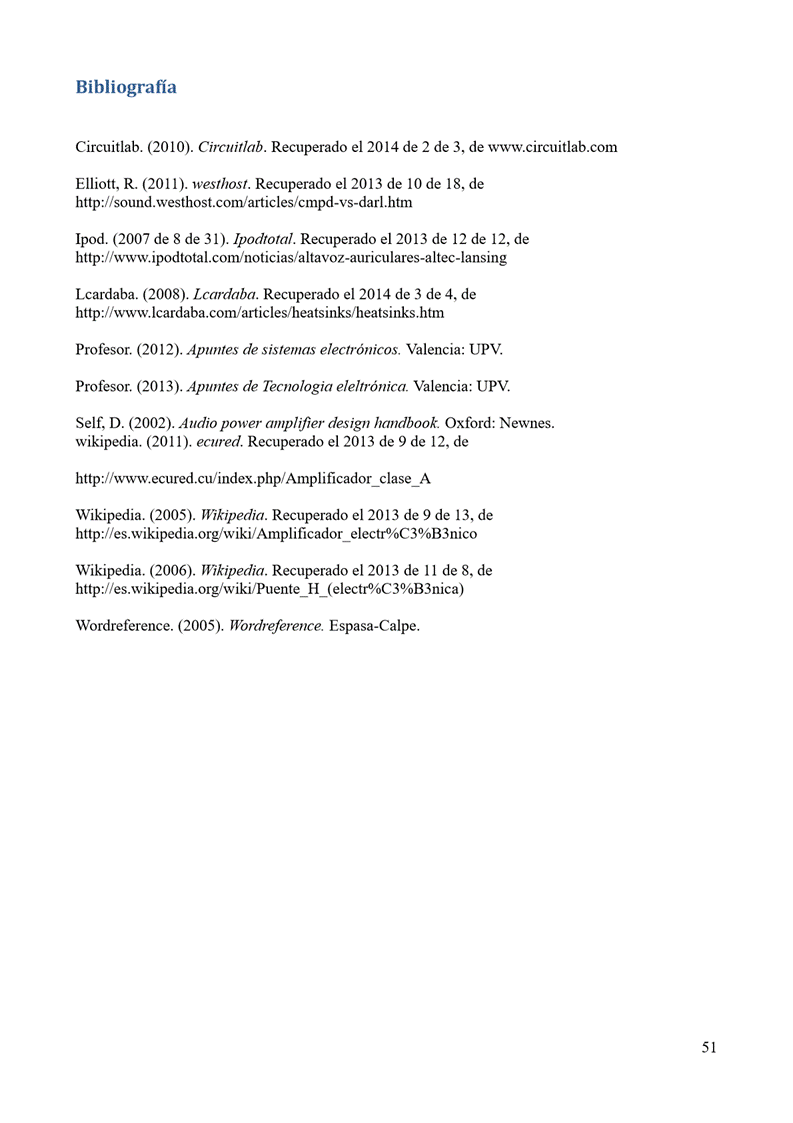 Bibliografía
Circuitlab. (2010). Circuitlab. Recuperado el 2014 de 2 de 3, de www.circuitlab.com
Elliott, R. (2011). westhost. Recuperado el 2013 de 10 de 18, de
http://sound.westhost.com/articles/cmpd-vs-darl.htm
Ipod. (2007 de 8 de 31). Ipodtotal. Recuperado el 2013 de 12 de 12, de
http://www.ipodtotal.com/noticias/altavoz-auriculares-altec-lansing
Lcardaba. (2008). Lcardaba. Recuperado el 2014 de 3 de 4, de
http://www.lcardaba.com/articles/heatsinks/heatsinks.htm
Profesor. (2012). Apuntes de sistemas electrónicos. Valencia: UPV.
Profesor. (2013). Apuntes de Tecnologia eleltrónica. Valencia: UPV.
Self, D. (2002). Audio power amplifier design handbook. Oxford: Newnes.
wikipedia. (2011). ecured. Recuperado el 2013 de 9 de 12, de
http://www.ecured.cu/index.php/Amplificador_clase_A
Wikipedia. (2005). Wikipedia. Recuperado el 2013 de 9 de 13, de
http://es.wikipedia.org/wiki/Amplificador_electr%C3%B3nico
Wikipedia. (2006). Wikipedia. Recuperado el 2013 de 11 de 8, de
http://es.wikipedia.org/wiki/Puente_H_(electr%C3%B3nica)
Wordreference. (2005). Wordreference. Espasa-Calpe.
51